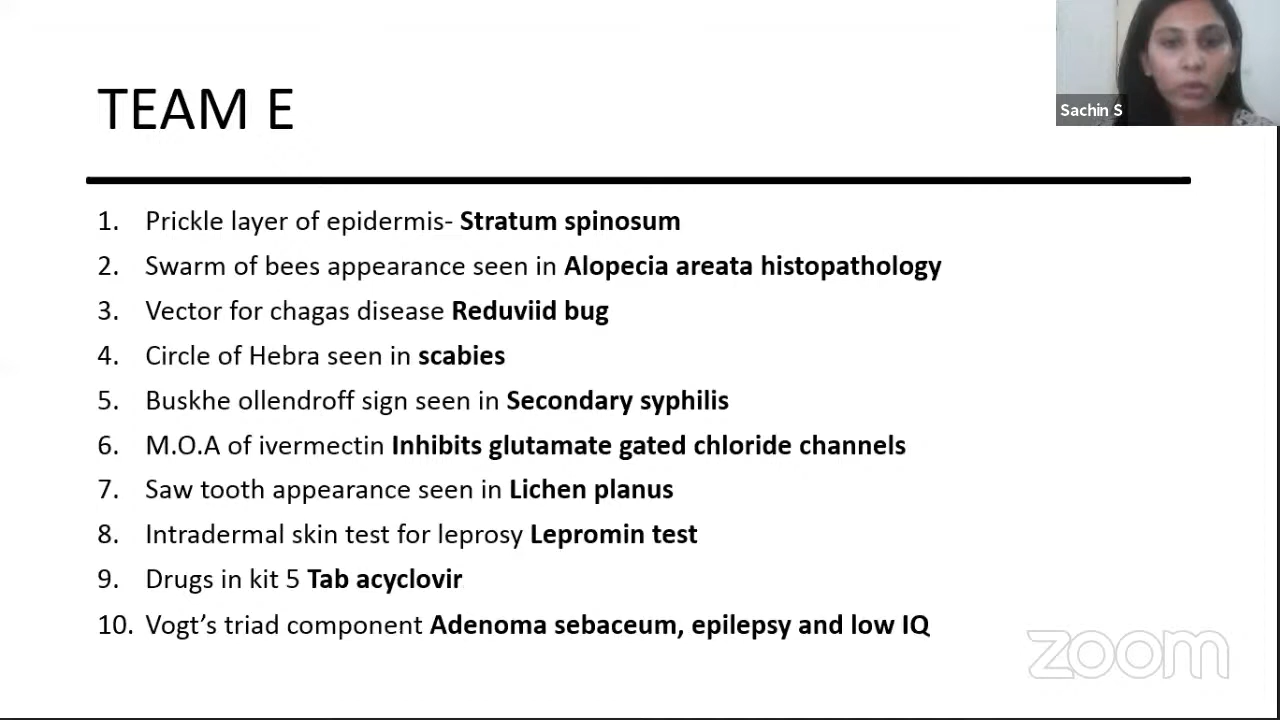 TEAM E
Sachin S
1. Prickle layer of epidermis- Stratum spinosum
2. Swarm of bees appearance seen in Alopecia areata histopathology
3. Vector for chagas disease Reduviid bug
4. Circle of Hebra seen in scabies
5. Buskhe ollendroff sign seen in Secondary syphilis
6. M.O.A of ivermectin Inhibits glutamate gated chloride channels
7. Saw tooth appearance seen in Lichen planus
8. Intradermal skin test for leprosy Lepromin test
9. Drugs in kit 5 Tab acyclovir
10. Vogt’s triad component Adenoma sebaceum, epilepsy and low IQ
zoom